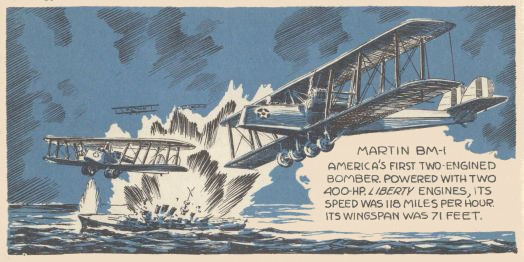 MARTIN BM-1
AMERICA'S FIRST TWO-ENGINED
BOMBER. POWERED WITH TWO
400-HP. LIBERTY ENGINES, ITS
SPEED WAS 118 MILES PER HOUR.
ITS WINGSPAN WAS 71 FEET.